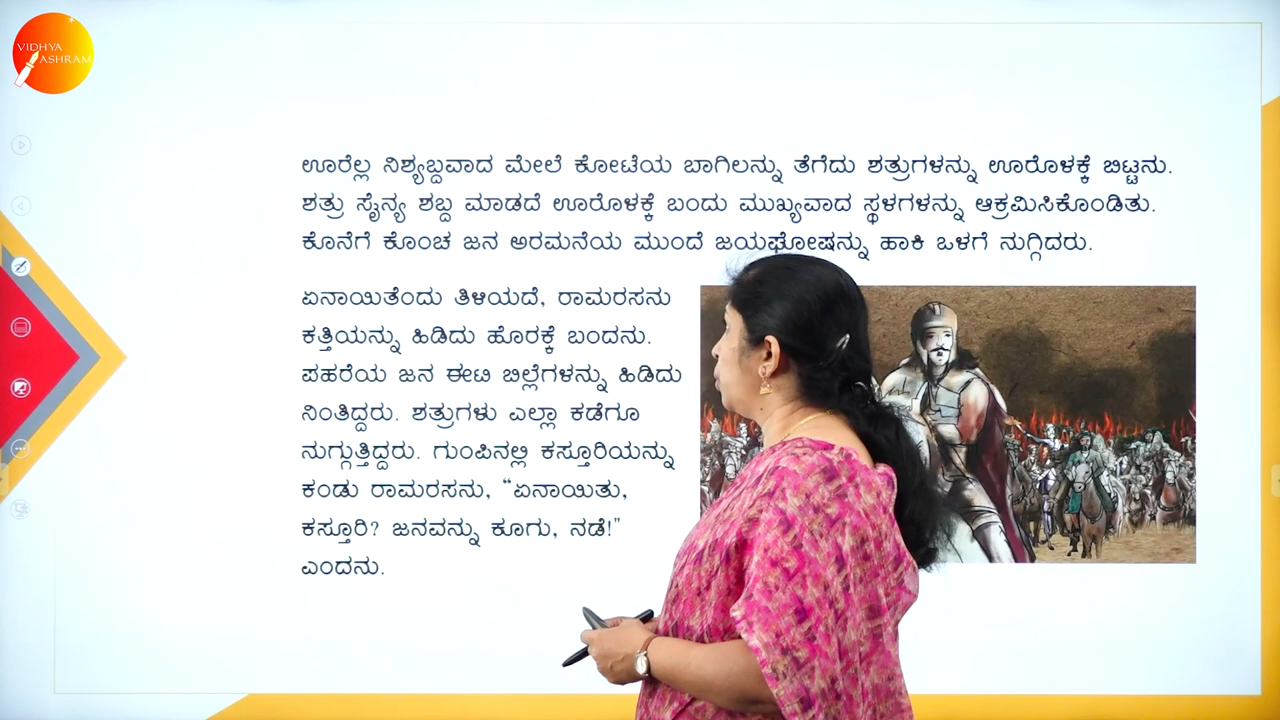 VIDHYA
ASHRAM
ಊರೆಲ್ಲ ನಿಶ್ಯಬ್ದವಾದ ಮೇಲೆ ಕೋಟೆಯ ಬಾಗಿಲನ್ನು ತೆಗೆದು ಶತ್ರುಗಳನ್ನು ಊರೊಳಕ್ಕೆ ಬಿಟ್ಟನು.
ಶತ್ರು ಸೈನ್ಯ ಶಬ್ದ ಮಾಡದೆ ಊರೊಳಕ್ಕೆ ಬಂದು ಮುಖ್ಯವಾದ ಸ್ಥಳಗಳನ್ನು ಆಕ್ರಮಿಸಿಕೊಂಡಿತು.
ಕೊನೆಗೆ ಕೊಂಚ ಜನ ಅರಮನೆಯ ಮುಂದೆ ಜಯಘೋಷನ್ನು ಹಾಕಿ ಒಳಗೆ ನುಗ್ಗಿದರು.
ಏನಾಯಿತೆಂದು ತಿಳಿಯದೆ, ರಾಮರಸನು
ಕತ್ತಿಯನ್ನು ಹಿಡಿದು ಹೊರಕ್ಕೆ ಬಂದನು.
ಪಹರೆಯ ಜನ ಈಟಿ ಬಿಲ್ಲೆಗಳನ್ನು ಹಿಡಿದು
ನಿಂತಿದ್ದರು. ಶತ್ರುಗಳು ಎಲ್ಲಾ ಕಡೆಗೂ
ನುಗ್ಗುತ್ತಿದ್ದರು. ಗುಂಪಿನಲ್ಲಿ ಕಸ್ತೂರಿಯನ್ನು
ಕಂಡು ರಾಮರಸನು, “ಏನಾಯಿತು,
ಕಸ್ತೂರಿ? ಜನವನ್ನು ಕೂಗು, ನಡೆ!"
ಎಂದನು.